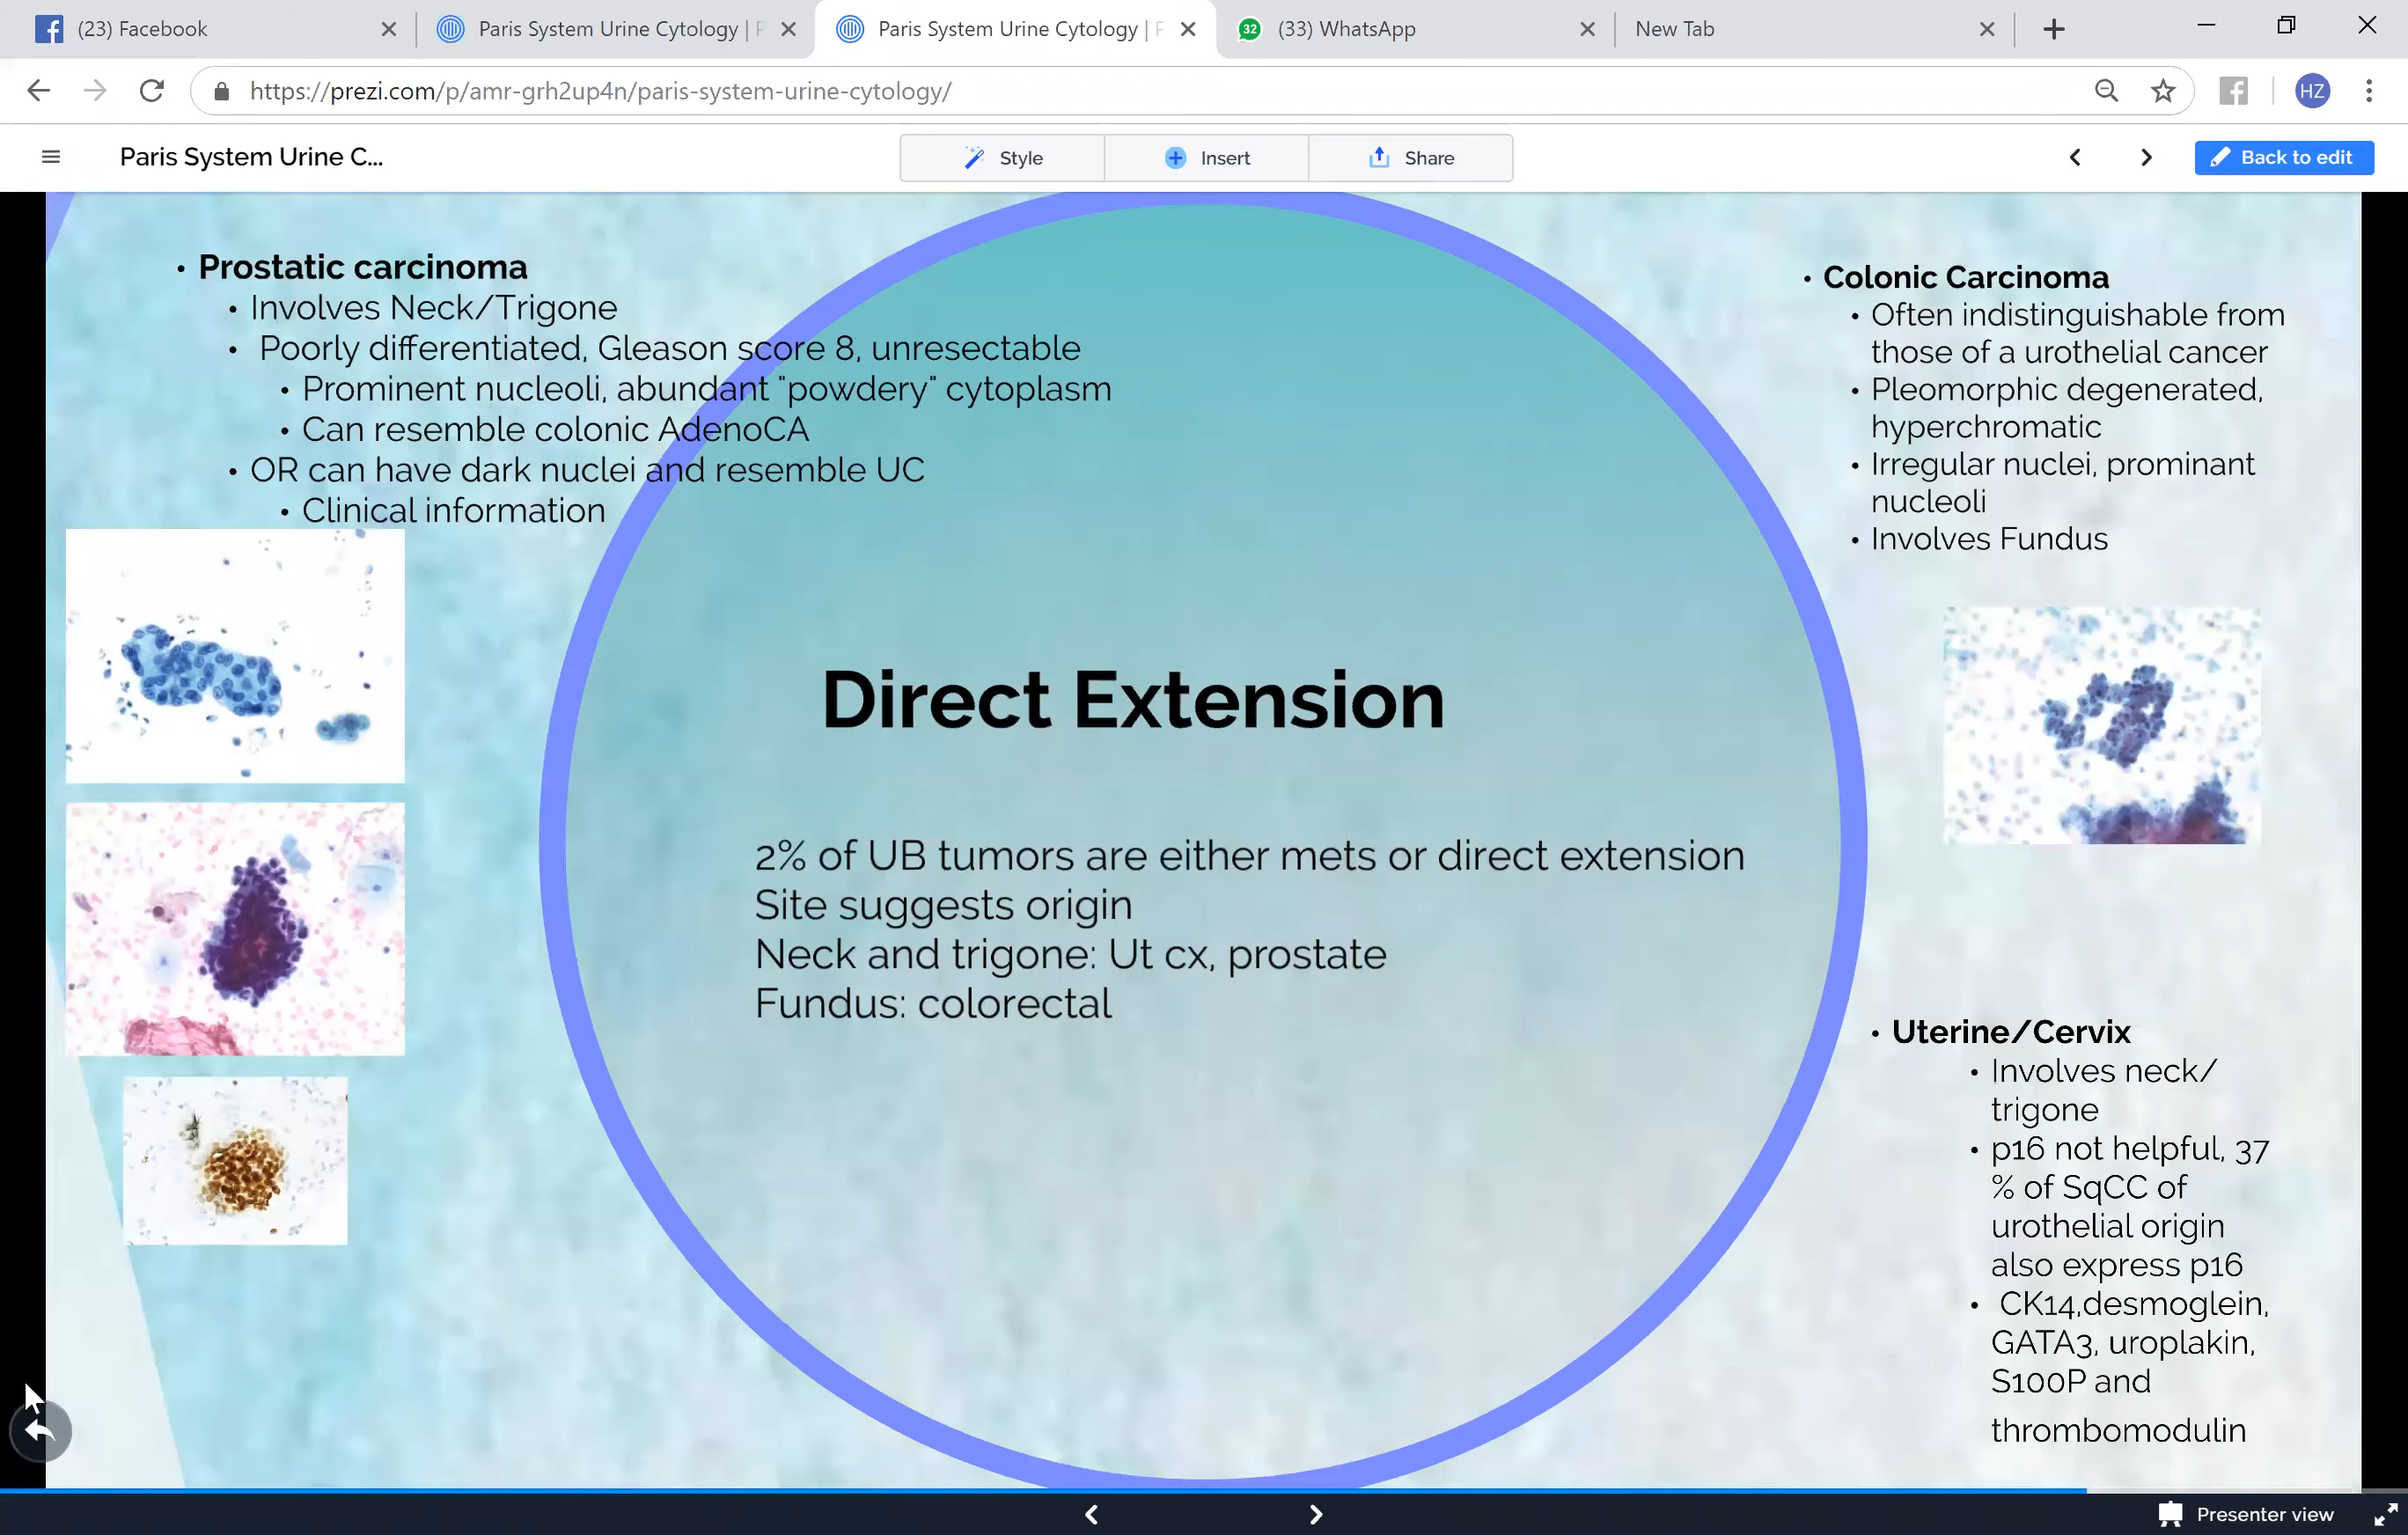 (23) Facebook
Paris System Urine Cytology |
Paris System Urine Cytology |
32
(33) WhatsApp
New Tab
https://prezi.com/p/amr-grh2up4n/paris-system-urine-cytology/
HZ
Paris System Urine C...
Style
Insert
Share
Back to edit
• Prostatic carcinoma
• Involves Neck/Trigone
• Poorly differentiated, Gleason score 8, unresectable
• Prominent nucleoli, abundant "powdery" cytoplasm
• Can resemble colonic AdenoCA
• OR can have dark nuclei and resemble UC
• Clinical information
Direct Extension
2% of UB tumors are either mets or direct extension
Site suggests origin
Neck and trigone: Ut cx, prostate
Fundus: colorectal
• Colonic Carcinoma
• Often indistinguishable from
those of a urothelial cancer
• Pleomorphic degenerated,
hyperchromatic
• Irregular nuclei, prominant
nucleoli
• Involves Fundus
• Uterine/Cervix
• Involves neck/
trigone
• p16 not helpful, 37
% of SqCC of
urothelial origin
also express p16
• CK14,desmoglein,
GATA3, uroplakin,
S100P and
thrombomodulin
Presenter view